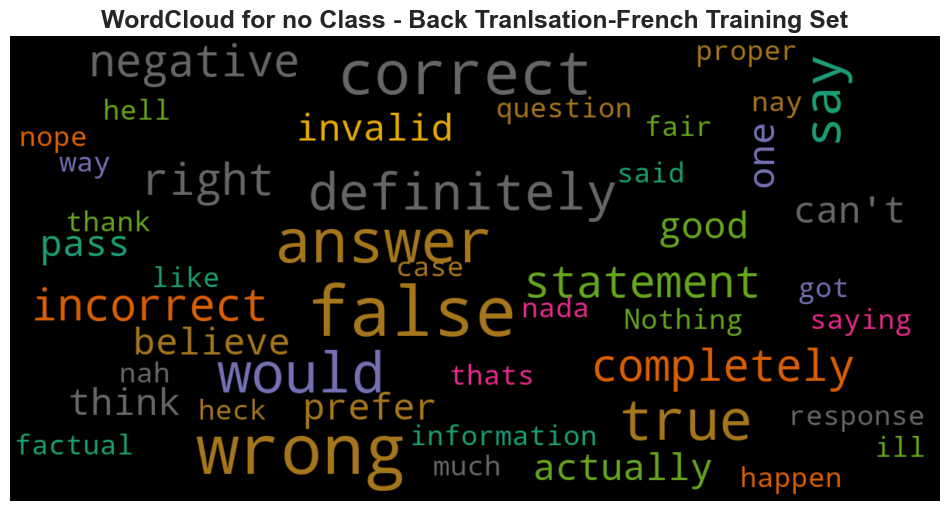 WordCloud for no Class - Back Tranlsation-French Training Set
negative
correct
proper
say
hell
question
nay
nope
invalid
fair
one
way
right
definitely
said
can't
thank
pass
answer
good
case
like
statement
got
incorrect
false
nada
Nothing
saying
believe
nah
would
thats
completely
think
heck
prefer
true
response
factual
wrong
information
ill
much
actually
happen